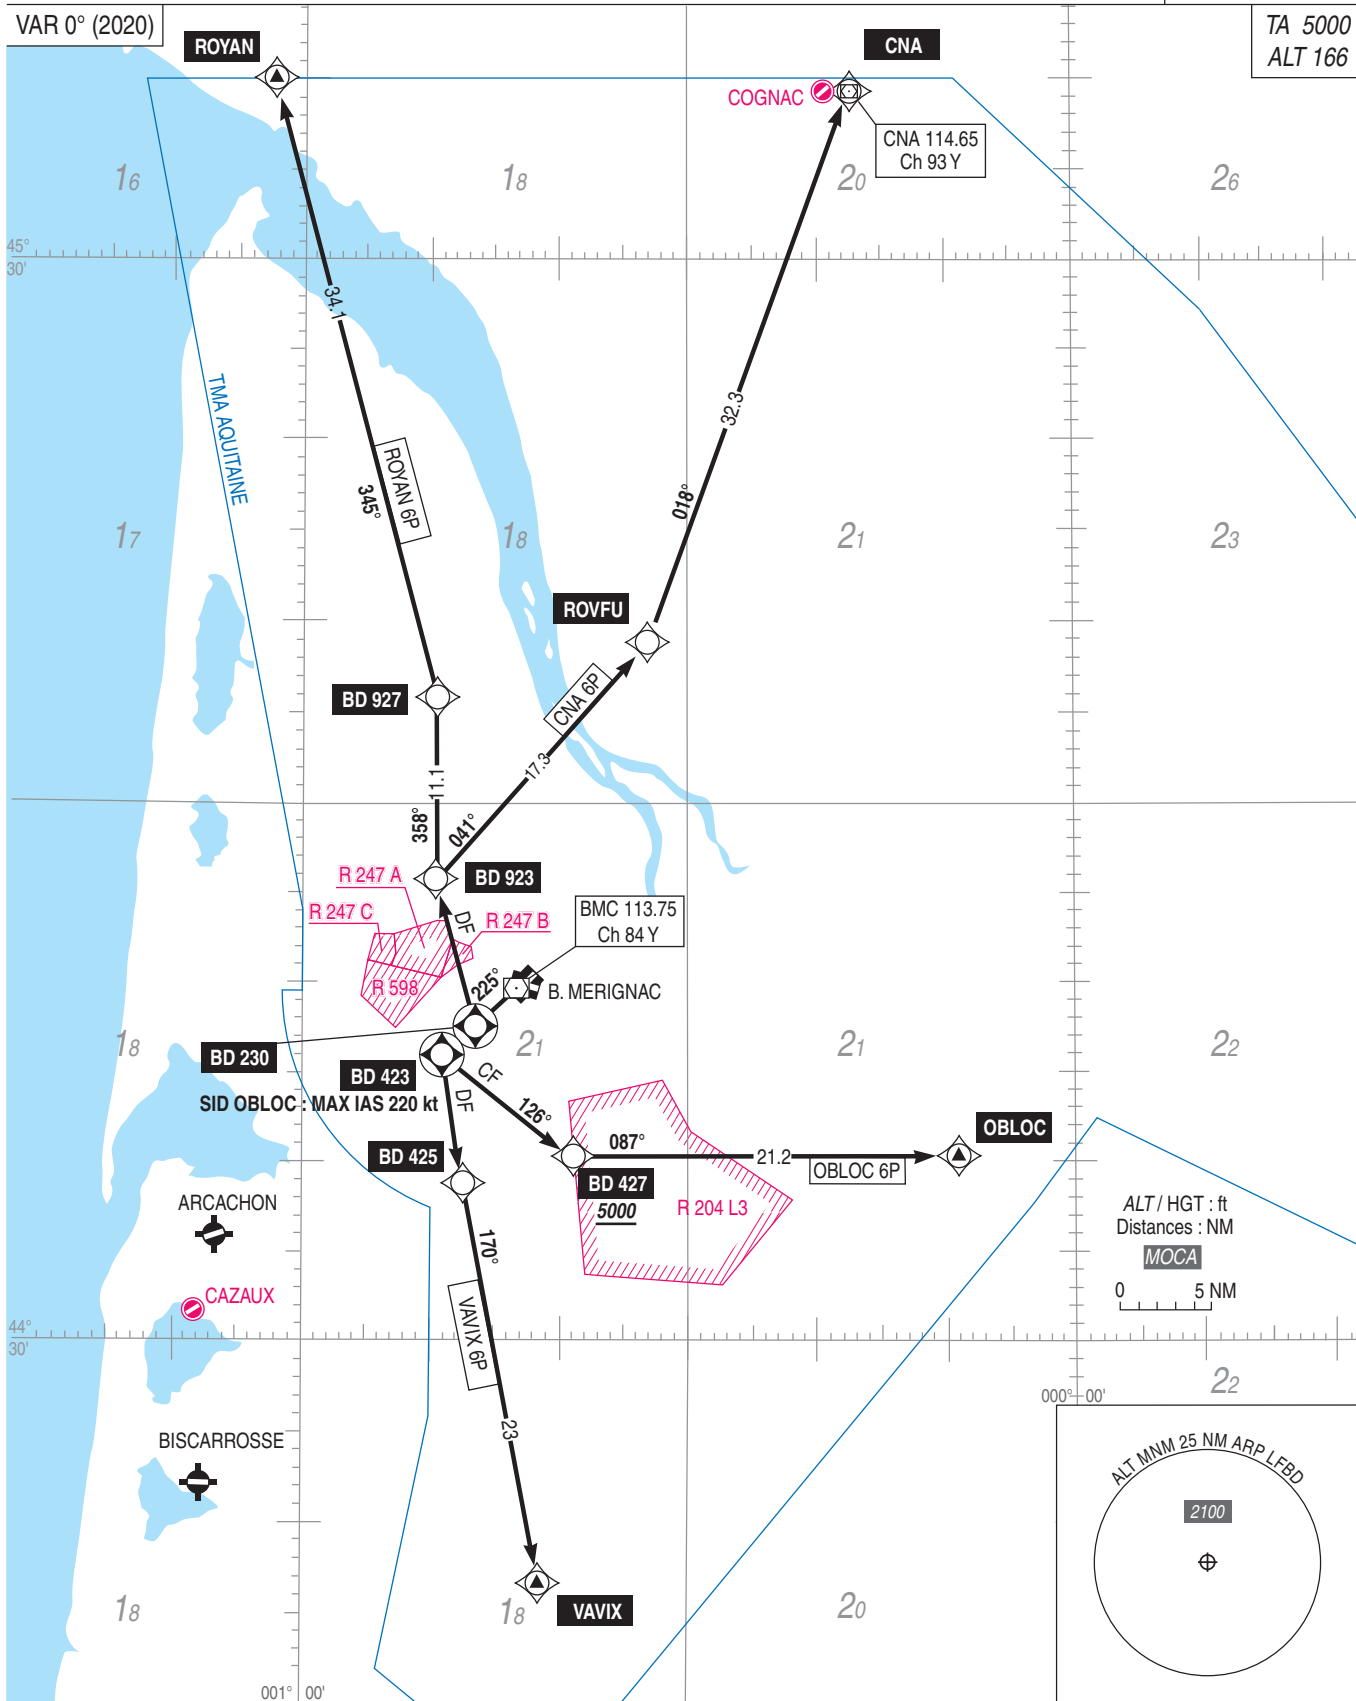 VAR 0° (2020)
TA 5000
ALT 166
ROYAN
CNA
COGNAC
CNA 114.65
Ch 93 Y
16
18
20
26
45°
30'
34.1
TMA AQUITAINE
32.3
ROYAN 6P
345°
018°
17
18
21
23
ROVFU
BD 927
CNA 6P
11.1
17.3
358°
041°
R 247 A
BD 923
R 247 C
DF
R 247 B
BMC 113.75
Ch 84 Y
R 598
225°
B. MERIGNAC
18
BD 230
21
21
22
BD 423
CF
DF
SID OBLOC : MAX IAS 220 kt
126°
OBLOC
BD 425
087°
21.2
OBLOC 6P
BD 427
5000
R 204 L3
ARCACHON
170°
ALT / HGT : ft
Distances : NM
MOCA
0 5 NM
CAZAUX
VAVIX 6P
44°
30'
22
000° 00'
23
BISCARROSSE
ALT MNM 25 NM ARP LFBD
2100
18
18
VAVIX
20
001° 00'